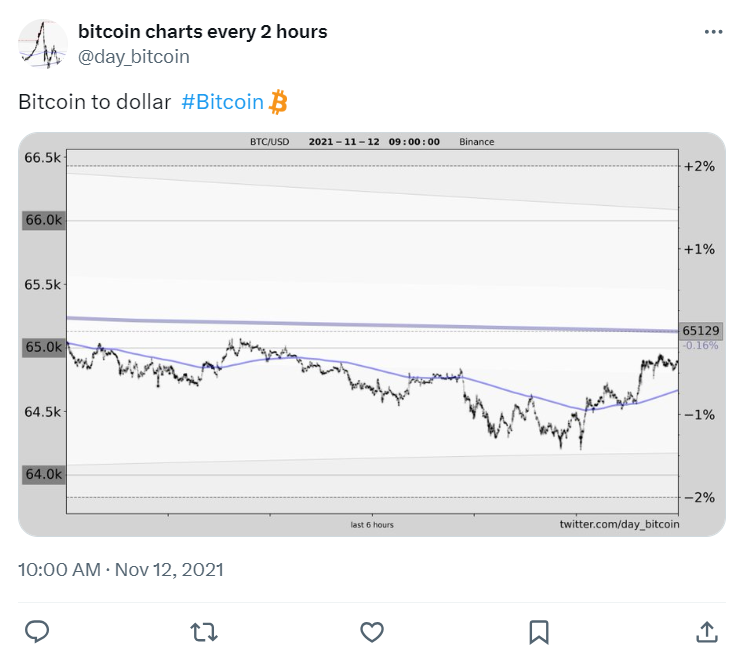 bitcoin charts every 2 hours
@day_bitcoin
Bitcoin to dollar #Bitcoin
BTC/USD 2021-11-12 09:00:00 Binance
66.5k
+2%
66.0k
+1%
65.5k
65129
-0.16%
65.0k
64.5k
−1%
64.0k
−2%
last 6 hours
twitter.com/day_bitcoin
10:00 AM · Nov 12, 2021